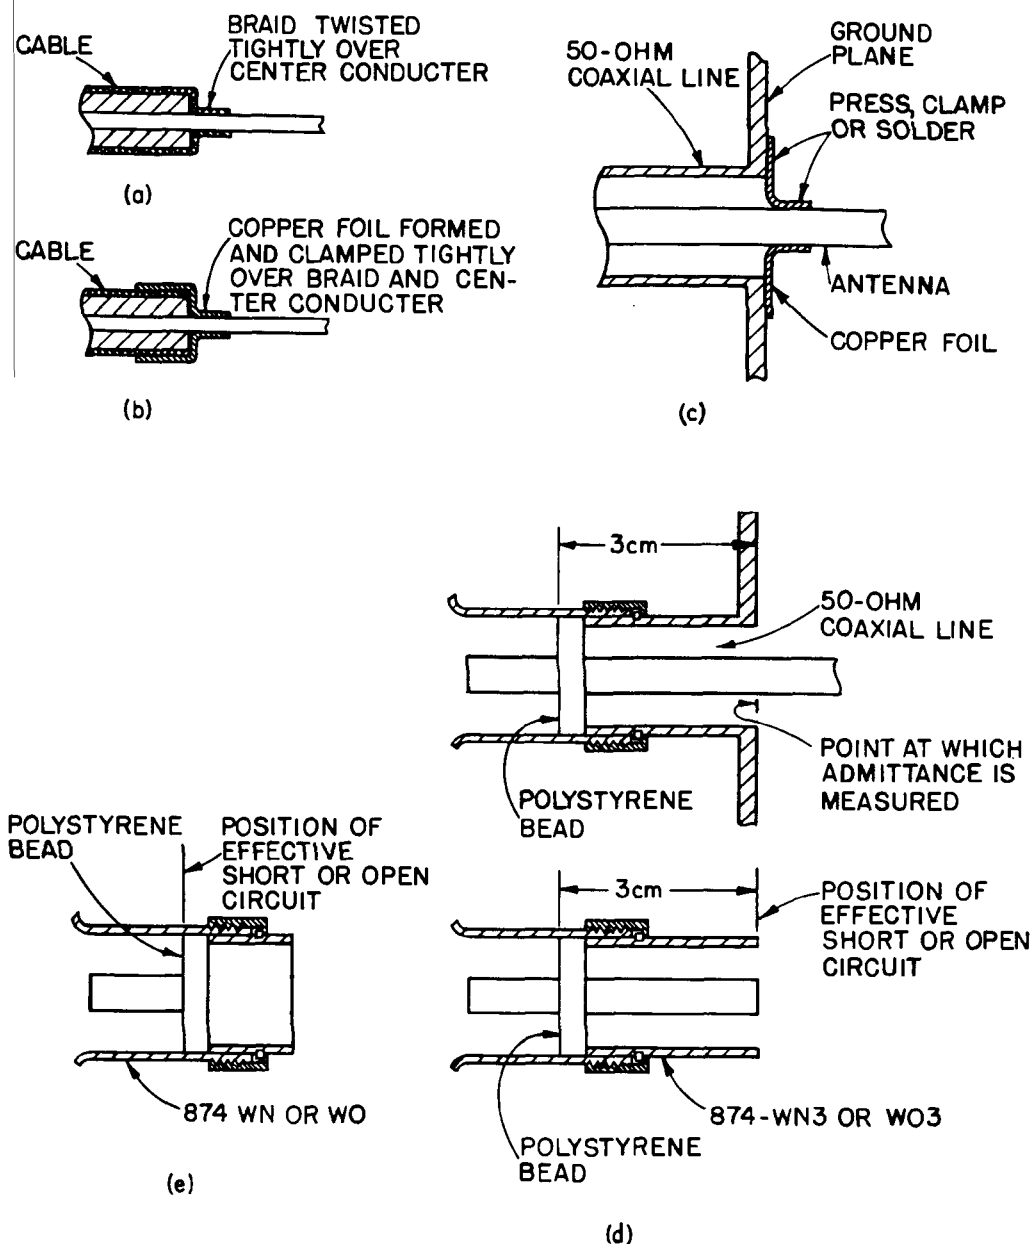 CABLE
BRAID TWISTED
TIGHTLY OVER
CENTER CONDUCTER
(a)
CABLE
COPPER FOIL FORMED
AND CLAMPED TIGHTLY
OVER BRAID AND CEN-
TER CONDUCTER
(b)
50-OHM
COAXIAL LINE
GROUND
PLANE
PRESS, CLAMP
OR SOLDER
ANTENNA
COPPER FOIL
(c)
3cm
50-OHM
COAXIAL LINE
POINT AT WHICH
ADMITTANCE IS
MEASURED
POLYSTYRENE
BEAD
POLYSTYRENE
BEAD
POSITION OF
EFFECTIVE
SHORT OR OPEN
CIRCUIT
874 WN OR WO
(e)
3cm
POSITION OF
EFFECTIVE
SHORT OR OPEN
CIRCUIT
874-WN3 OR WO3
POLYSTYRENE
BEAD
(d)